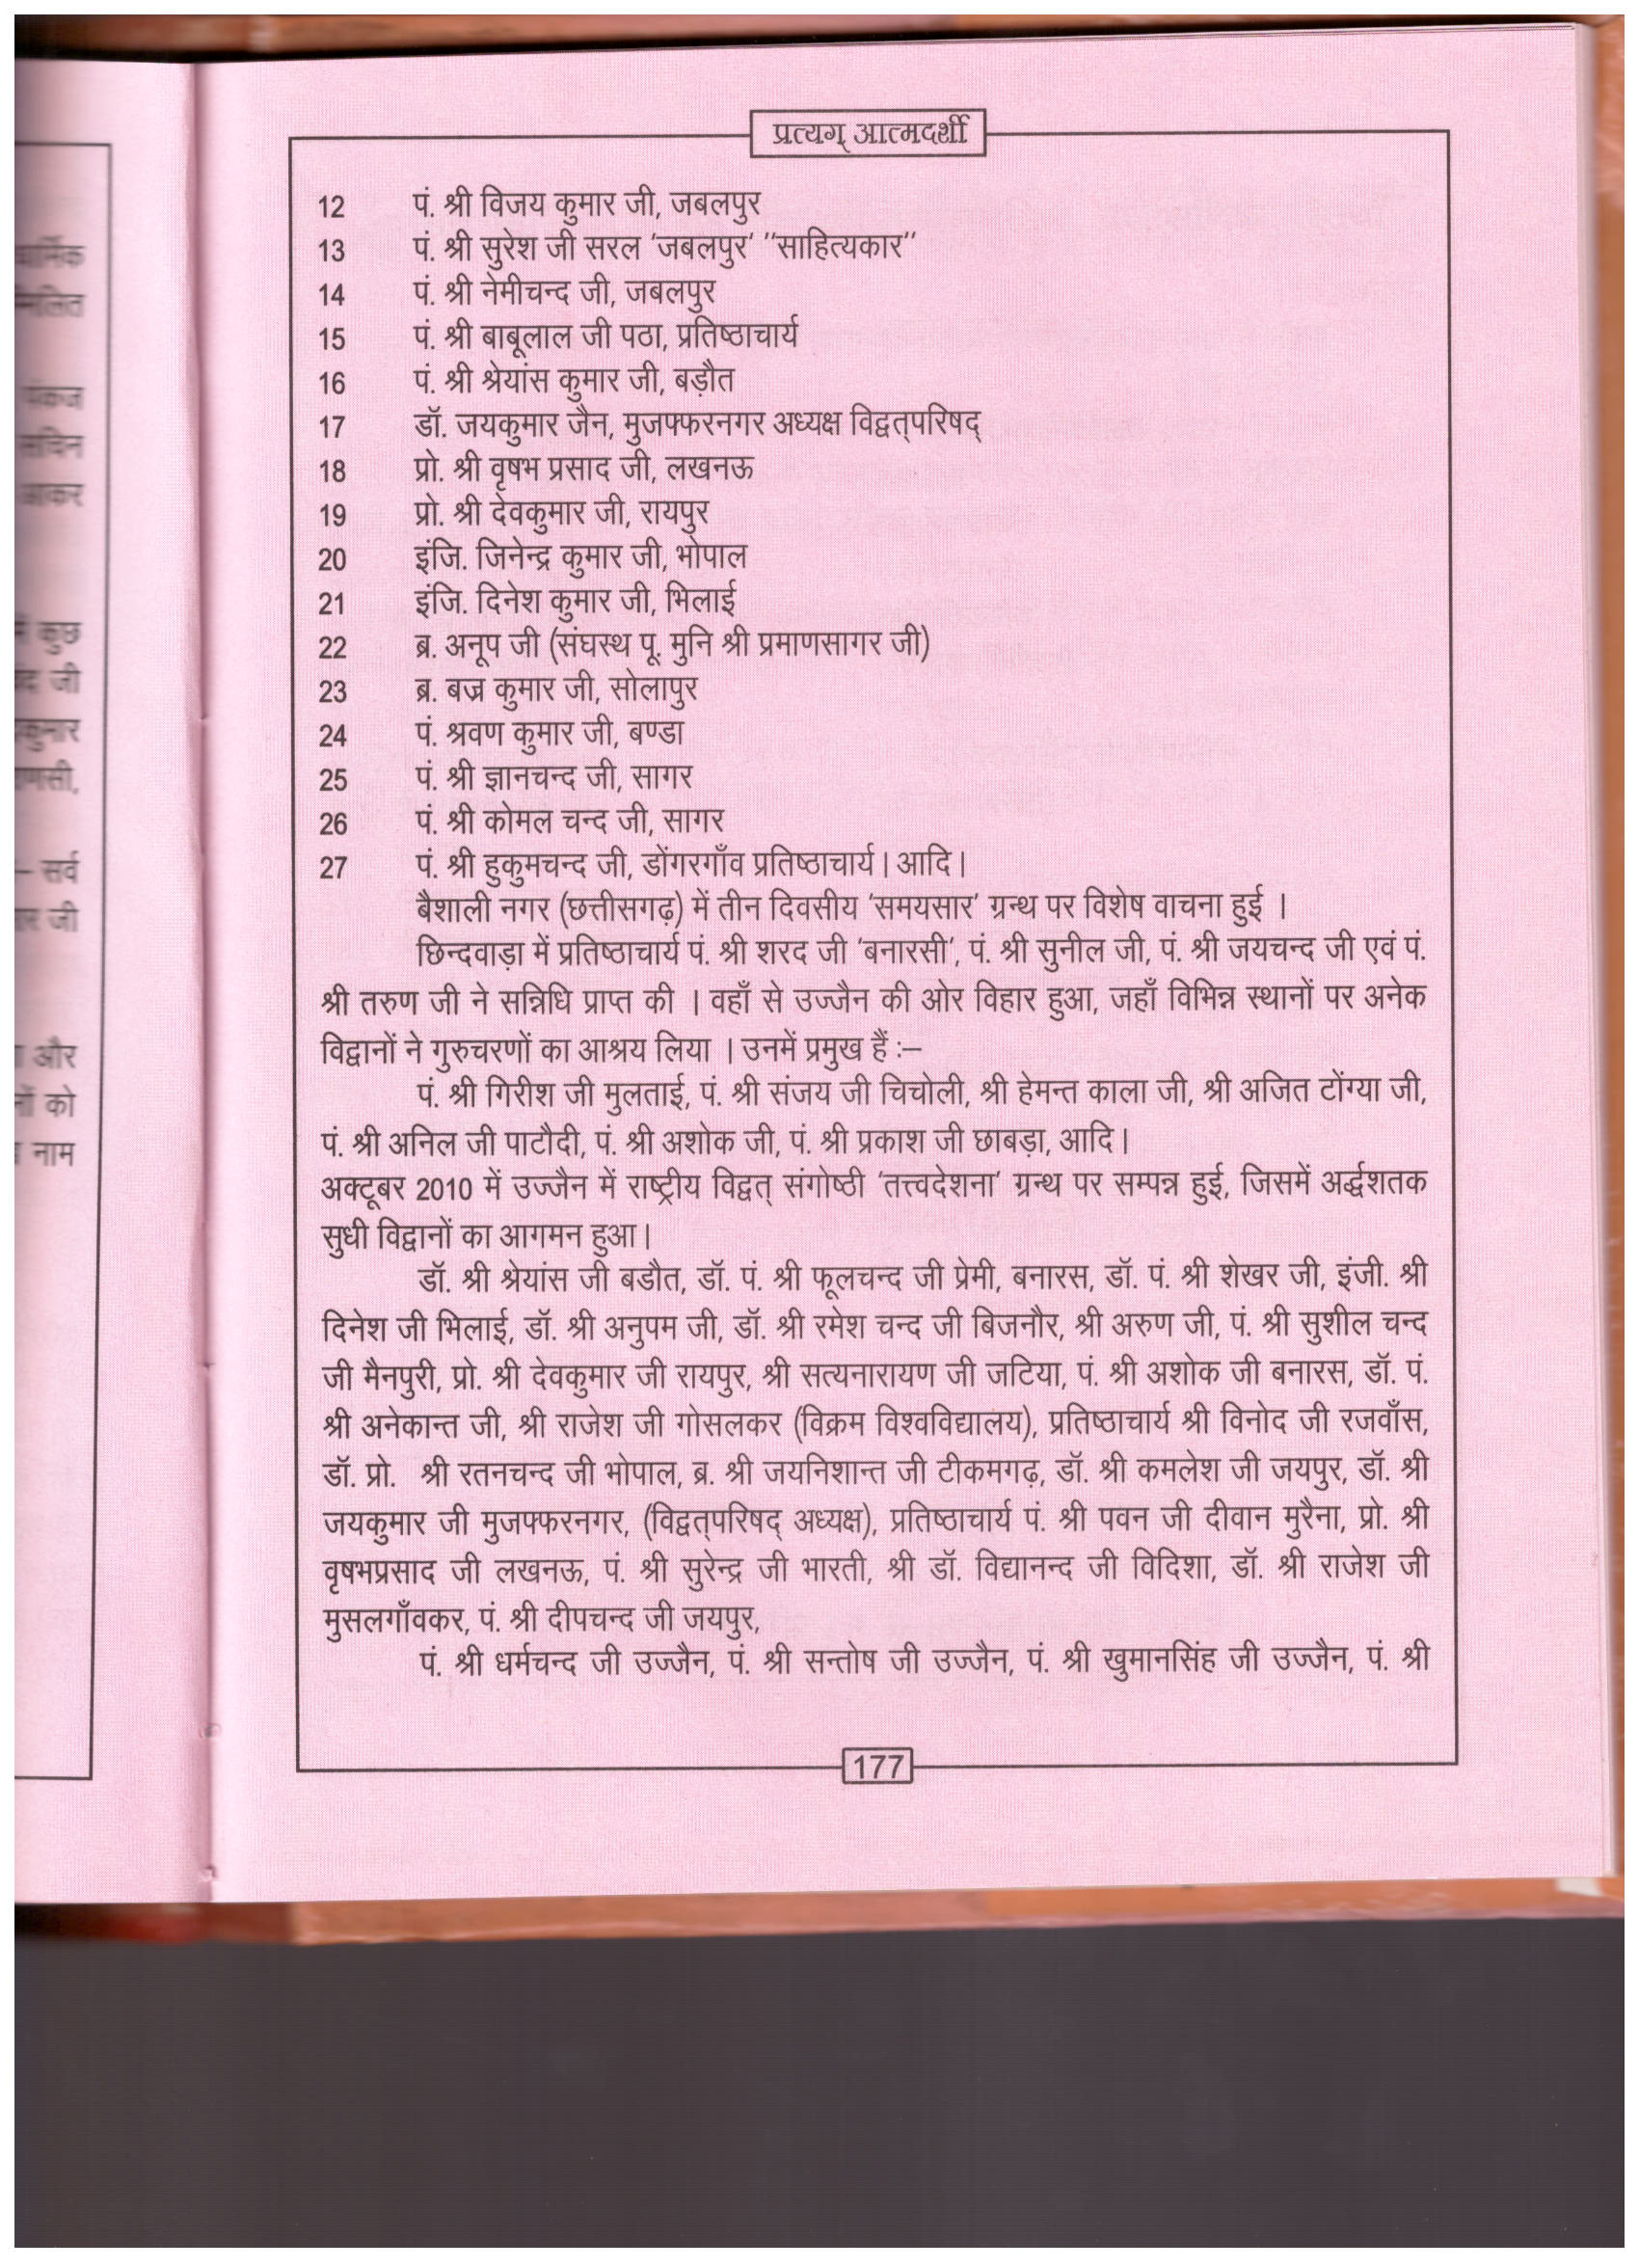 प्रत्यग् आत्मदर्शी
12 पं. श्री विजय कुमार जी, जबलपुर
13 पं. श्री सुरेश जी सरल ‘जबलपुर’ ‘‘साहित्यकार’’
14 पं. श्री नेमीचन्द जी, जबलपुर
15 पं. श्री बाबूलाल जी पठा, प्रतिष्ठाचार्य
16 पं. श्री श्रेयांस कुमार जी, बड़ौत
17 डॉ. जयकुमार जैन, मुजफ्फरनगर अध्यक्ष विद्वत्परिषद्
18 प्रो. श्री वृषभ प्रसाद जी, लखनऊ
19 प्रो. श्री देवकुमार जी, रायपुर
20 इंजि. जिनेन्द्र कुमार जी, भोपाल
21 इंजि. दिनेश कुमार जी, भिलाई
22 ब्र. अनूप जी (संघस्थ पू. मुनि श्री प्रमाणसागर जी)
23 ब्र. बज्र कुमार जी, सोलापुर
24 पं. श्रवण कुमार जी, बण्डा
25 पं. श्री ज्ञानचन्द जी, सागर
26 पं. श्री कोमल चन्द जी, सागर
27 पं. श्री हुकुमचन्द जी, डोंगरगाँव प्रतिष्ठाचार्य। आदि।
बैशाली नगर (छत्तीसगढ़) में तीन दिवसीय ‘समयसार’ ग्रन्थ पर विशेष वाचना हुई ।
छिन्दवाड़ा में प्रतिष्ठाचार्य पं. श्री शरद जी ‘बनारसी’, पं. श्री सुनील जी, पं. श्री जयचन्द जी एवं पं.
श्री तरुण जी ने सन्निधि प्राप्त की । वहाँ से उज्जैन की ओर विहार हुआ, जहाँ विभिन्न स्थानों पर अनेक
विद्वानों ने गुरुचरणों का आश्रय लिया । उनमें प्रमुख हैं :–
पं. श्री गिरीश जी मुलताई, पं. श्री संजय जी चिचोली, श्री हेमन्त काला जी, श्री अजित टोंग्या जी,
पं. श्री अनिल जी पाटौदी, पं. श्री अशोक जी, पं. श्री प्रकाश जी छाबड़ा, आदि।
अक्टूबर 2010 में उज्जैन में राष्ट्रीय विद्वत् संगोष्ठी ‘तत्त्वदेशना’ ग्रन्थ पर सम्पन्न हुई, जिसमें अर्द्धशतक
सुधी विद्वानों का आगमन हुआ।
डॉ. श्री श्रेयांस जी बडौत, डॉ. पं. श्री फूलचन्द जी प्रेमी, बनारस, डॉ. पं. श्री शेखर जी, इंजी. श्री
दिनेश जी भिलाई, डॉ. श्री अनुपम जी, डॉ. श्री रमेश चन्द जी बिजनौर, श्री अरुण जी, पं. श्री सुशील चन्द
जी मैनपुरी, प्रो. श्री देवकुमार जी रायपुर, श्री सत्यनारायण जी जटिया, पं. श्री अशोक जी बनारस, डॉ. पं.
श्री अनेकान्त जी, श्री राजेश जी गोसलकर (विक्रम विश्वविद्यालय), प्रतिष्ठाचार्य श्री विनोद जी रजवाँस,
डॉ. प्रो. श्री रतनचन्द जी भोपाल, ब्र. श्री जयनिशान्त जी टीकमगढ़, डॉ. श्री कमलेश जी जयपुर, डॉ. श्री
जयकुमार जी मुजफ्फरनगर, (विद्वत्परिषद् अध्यक्ष), प्रतिष्ठाचार्य पं. श्री पवन जी दीवान मुरैना, प्रो. श्री
वृषभप्रसाद जी लखनऊ, पं. श्री सुरेन्द्र जी भारती, श्री डॉ. विद्यानन्द जी विदिशा, डॉ. श्री राजेश जी
मुसलगाँवकर, पं. श्री दीपचन्द जी जयपुर,
पं. श्री धर्मचन्द जी उज्जैन, पं. श्री सन्तोष जी उज्जैन, पं. श्री खुमानसिंह जी उज्जैन, पं. श्री
177